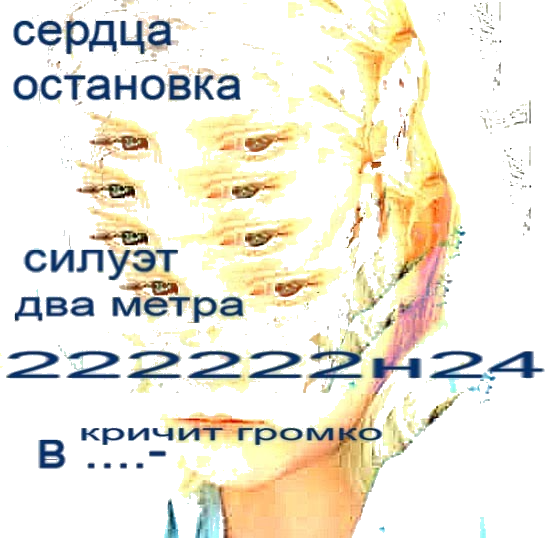 сердца
остановка
силуэт
два метра
222222н24
кричит громко
в ....-